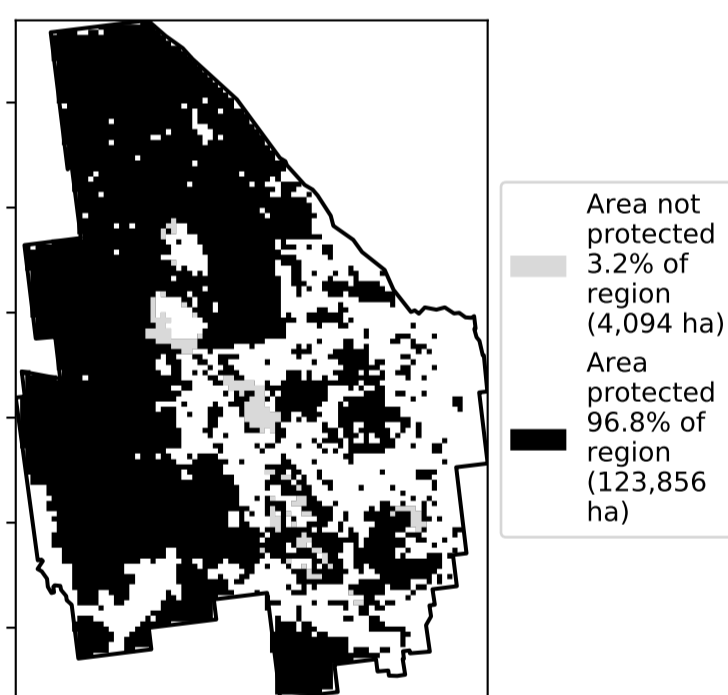 Area not
protected
3.2% of
region
(4,094 ha)
Area
protected
96.8% of
region
(123,856
ha)